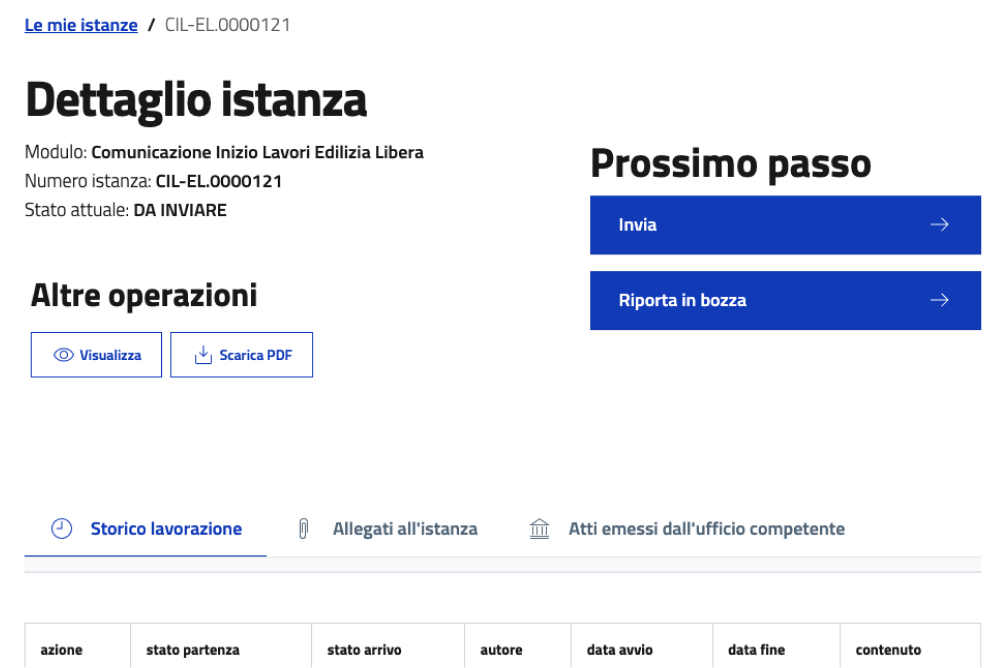 Le mie istanze / CIL-EL.0000121
Dettaglio istanza
Modulo: Comunicazione Inizio Lavori Edilizia Libera
Numero istanza: CIL-EL.0000121
Stato attuale: DA INVIARE
Prossimo passo
Invia
Riporta in bozza
Altre operazioni
Visualizza Scarica PDF
Storico lavorazione Allegati all'istanza Atti emessi dall'ufficio competente
azione stato partenza stato arrivo autore data avvio data fine contenuto